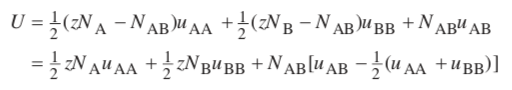 U = ½(zN_A − N_AB)u_AA + ½(zN_B − N_AB)u_BB + N_AB u_AB
= ½zN_A u_AA + ½zN_B u_BB + N_AB[u_AB − ½(u_AA + u_BB)]